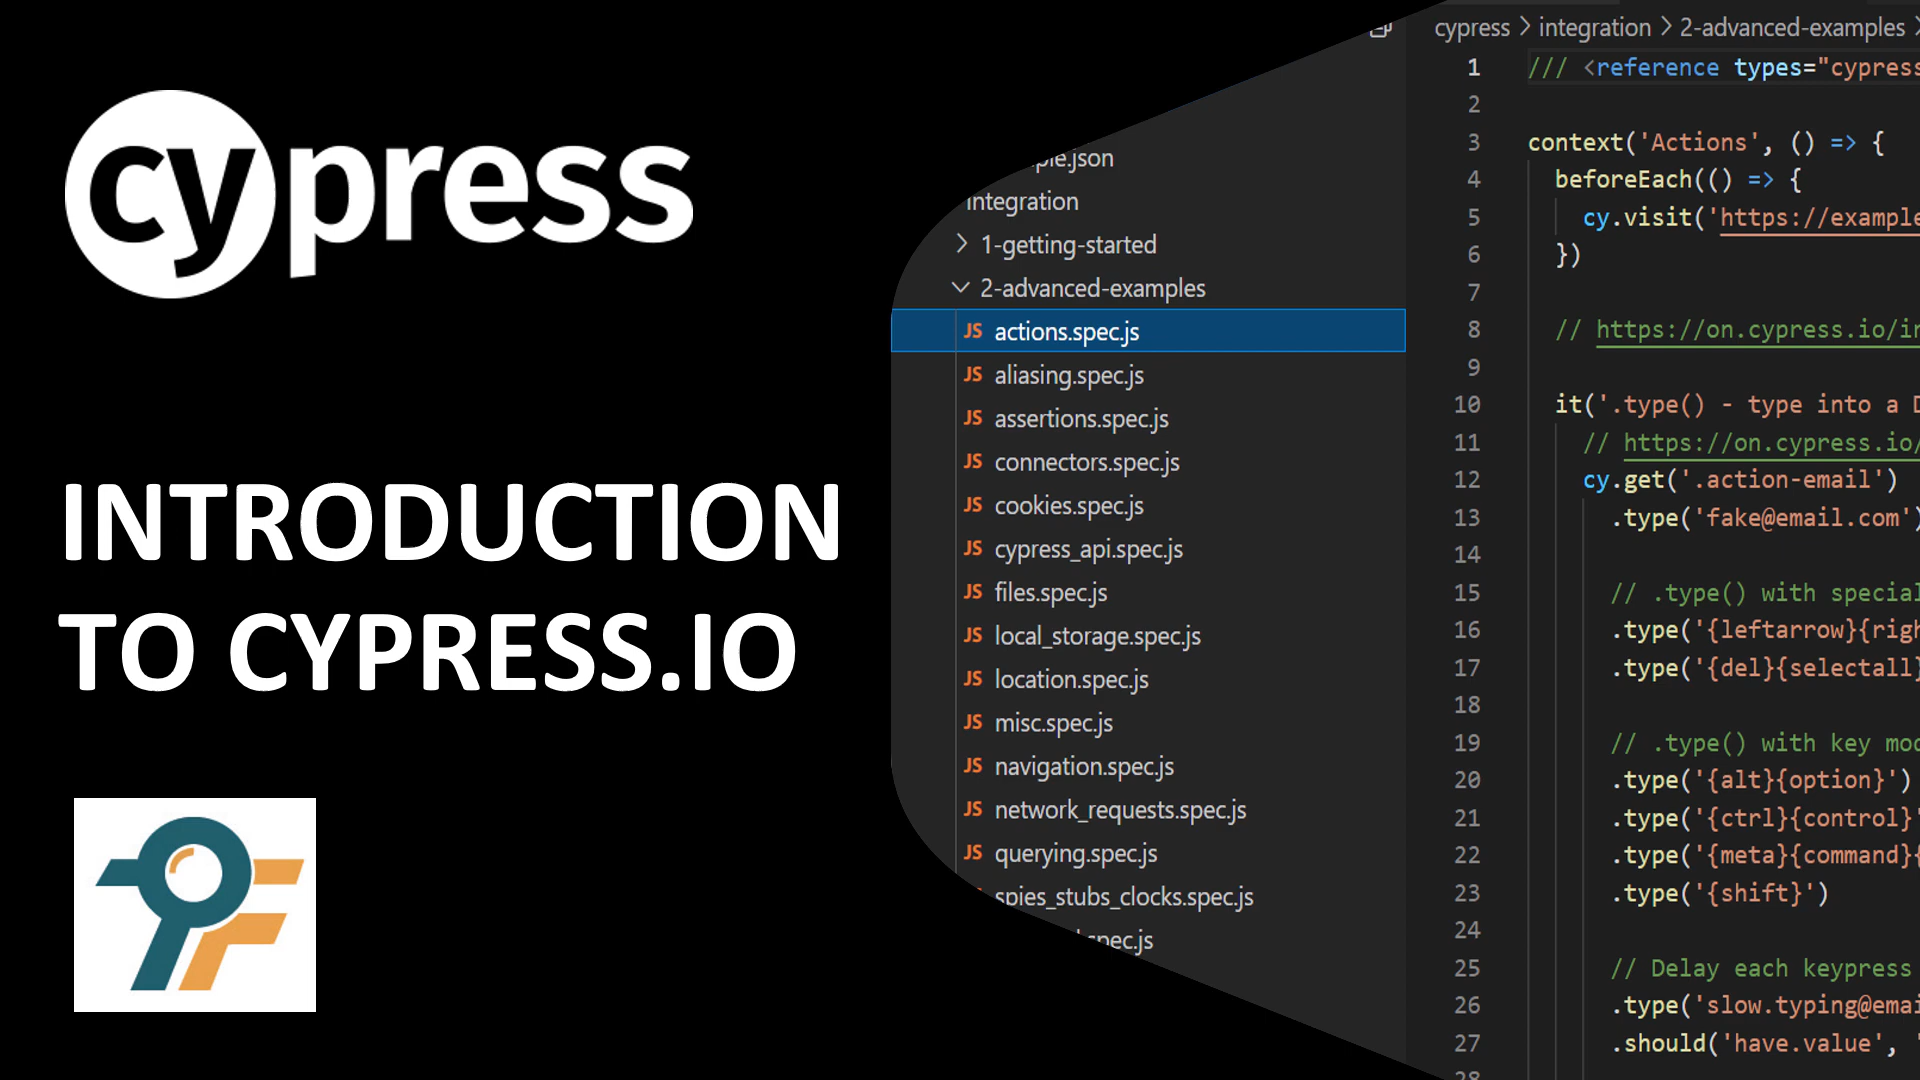 cypress
INTRODUCTION
TO CYPRESS.IO
integration
1-getting-started
2-advanced-examples
JS actions.spec.js
JS aliasing.spec.js
JS assertions.spec.js
JS connectors.spec.js
JS cookies.spec.js
JS cypress_api.spec.js
JS files.spec.js
JS local_storage.spec.js
JS location.spec.js
JS misc.spec.js
JS navigation.spec.js
JS network_requests.spec.js
JS querying.spec.js
spies_stubs_clocks.spec.js
spec.js
cypress > integration > 2-advanced-examples >
1 /// <reference types="cypress
2
3 context('Actions', () => {
4 beforeEach(() => {
5 cy.visit('https://example
6 })
7
8 // https://on.cypress.io/in
9
10 it('.type() - type into a D
11 // https://on.cypress.io/
12 cy.get('.action-email')
13 .type('fake@email.com')
14
15 // .type() with special
16 .type('{leftarrow}{righ
17 .type('{del}{selectall}
18
19 // .type() with key mod
20 .type('{alt}{option}')
21 .type('{ctrl}{control}'
22 .type('{meta}{command}{
23 .type('{shift}')
24
25 // Delay each keypress
26 .type('slow.typing@emai
27 .should('have.value', '
28